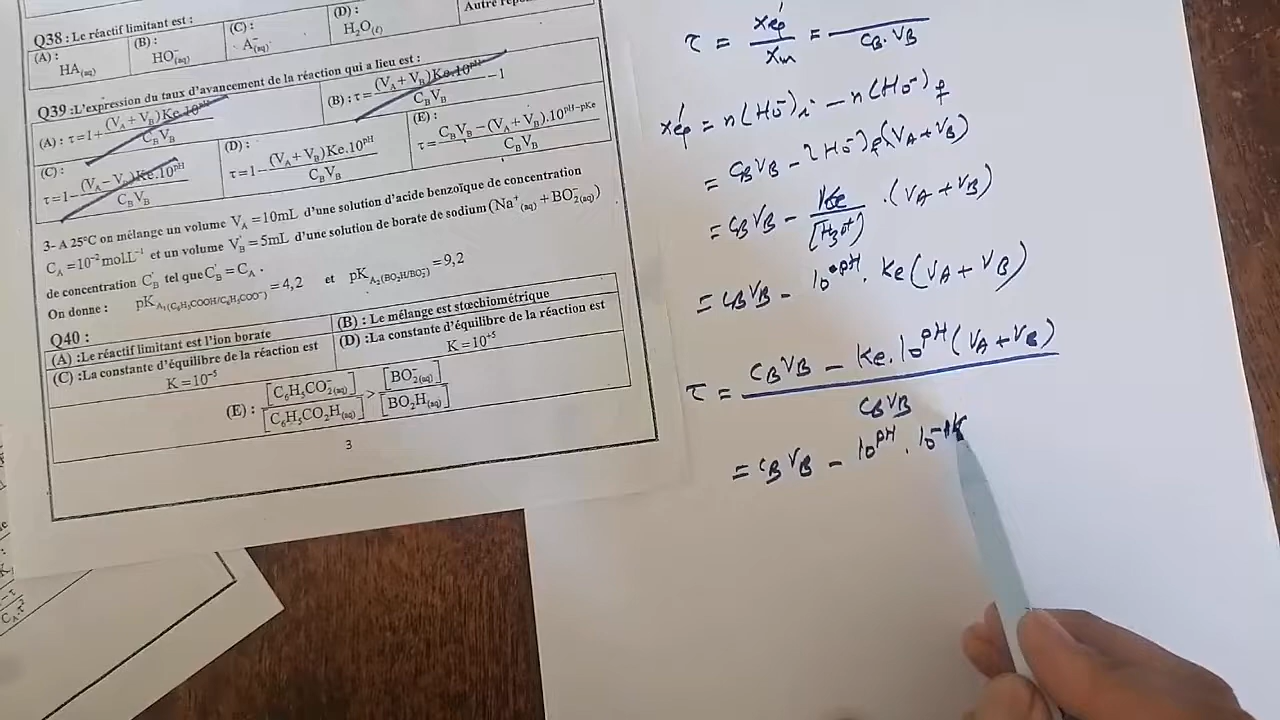 Q38 : Le réactif limitant est :
(A) : HA(aq) (B) : HO⁻(aq) (C) : A⁻(aq) (D) : H₂O(ℓ) Autre
Q39 :L'expression du taux d'avancement de la réaction qui a lieu est :
(A) : τ=1+ (V_A + V_B)Ke.10^pH / C_B V_B (B) : τ= (V_A + V_B)Ke.10^pH / C_B V_B −1
(C) : τ=1- (V_A − V_B)Ke.10^pH / C_B V_B (D) : τ=1- (V_A + V_B)Ke.10^pH / C_B V_B (E) : τ= C_B V_B − (V_A + V_B).10^pH−pKe / C_B V_B
3- A 25°C on mélange un volume V_A =10mL d'une solution d'acide benzoïque de concentration
C_A =10⁻² mol.L⁻¹ et un volume V'_B =5mL d'une solution de borate de sodium (Na⁺(aq) + BO₂⁻(aq))
de concentration C'_B tel que C'_B = C_A .
On donne : pK_A₁(C₆H₅COOH/C₆H₅COO⁻) = 4,2 et pK_A₂(BO₂H/BO₂⁻) = 9,2
Q40 :
(A) :Le réactif limitant est l'ion borate (B) : Le mélange est stœchiométrique
(C) :La constante d'équilibre de la réaction est K=10⁻⁵ (D) :La constante d'équilibre de la réaction est K=10⁺⁵
(E) : [C₆H₅CO₂⁻(aq)] / [C₆H₅CO₂H(aq)] > [BO₂⁻(aq)] / [BO₂H(aq)]
3
τ = xéq / xm = / C_B.V_B
xéq = n(HO⁻)i − n(HO⁻)f
= C_B V_B − [HO⁻]f (V_A+V_B)
= C_B V_B − Ke / [H₃O⁺] .(V_A+V_B)
= C_B V_B − 10^pH . Ke(V_A+V_B)
τ = C_B V_B − Ke.10^pH (V_A+V_B) / C_B V_B
= C_B V_B − 10^pH . 10^-pK